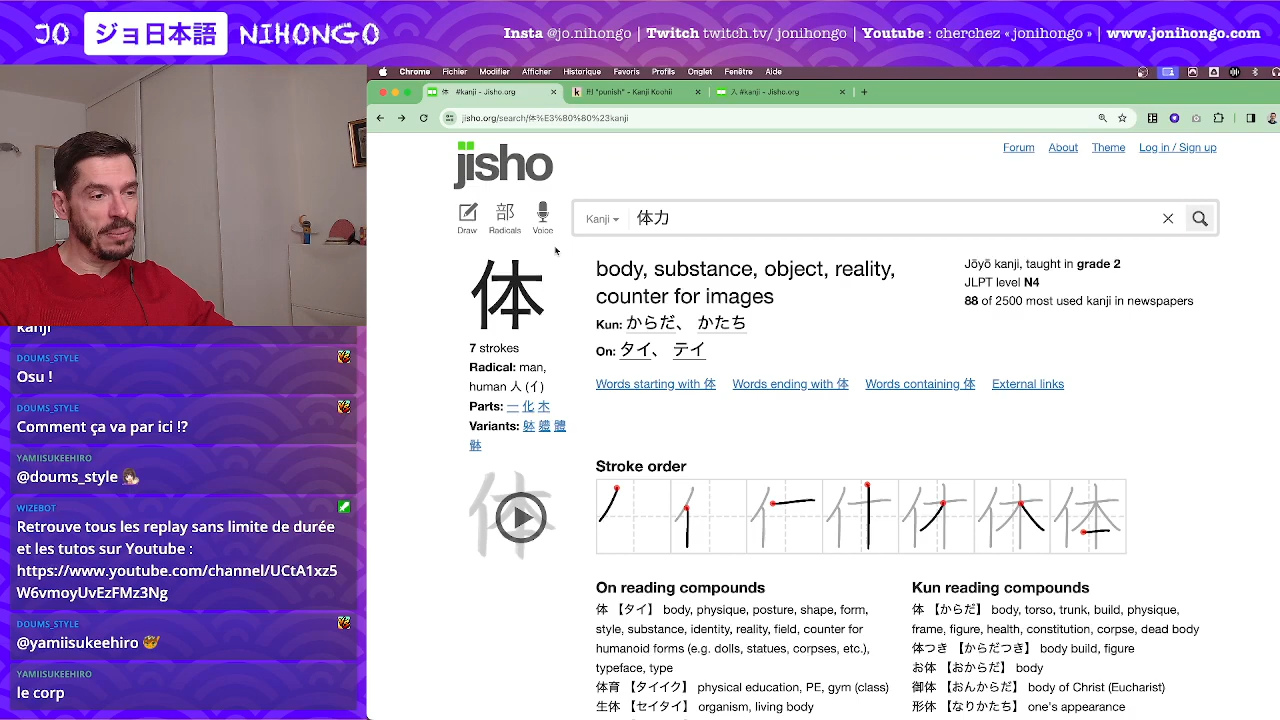 JO ジョ日本語 NIHONGO
Insta @jo.nihongo | Twitch twitch.tv/ jonihongo | Youtube : cherchez « jonihongo » | www.jonihongo.com
Chrome Fichier Modifier Afficher Historique Favoris Profils Onglet Fenêtre Aide
体 #kanji - Jisho.org
刑 "punish" - Kanji Koohii
人 #kanji - Jisho.org
jisho.org/search/体%E3%80%80%23kanji
Forum About Theme Log in / Sign up
jisho
部
Draw Radicals Voice
Kanji 体力
体
7 strokes
Radical: man,
human 人 (亻)
Parts: 一 化 木
Variants: 躰 軆 體
骵
body, substance, object, reality,
counter for images
Kun: からだ、 かたち
On: タイ、 テイ
Jōyō kanji, taught in grade 2
JLPT level N4
88 of 2500 most used kanji in newspapers
Words starting with 体 Words ending with 体 Words containing 体 External links
Stroke order
体
On reading compounds
体 【タイ】 body, physique, posture, shape, form,
style, substance, identity, reality, field, counter for
humanoid forms (e.g. dolls, statues, corpses, etc.),
typeface, type
体育 【タイイク】 physical education, PE, gym (class)
生体 【セイタイ】 organism, living body
Kun reading compounds
体 【からだ】 body, torso, trunk, build, physique,
frame, figure, health, constitution, corpse, dead body
体つき 【からだつき】 body build, figure
お体 【おからだ】 body
御体 【おんからだ】 body of Christ (Eucharist)
形体 【なりかたち】 one's appearance
kanji
DOUMS_STYLE
Osu !
DOUMS_STYLE
Comment ça va par ici !?
YAMIISUKEEHIRO
@doums_style
WIZEBOT
Retrouve tous les replay sans limite de durée
et les tutos sur Youtube :
https://www.youtube.com/channel/UCtA1xz5
W6vmoyUvEzFMz3Ng
DOUMS_STYLE
@yamiisukeehiro
YAMIISUKEEHIRO
le corp